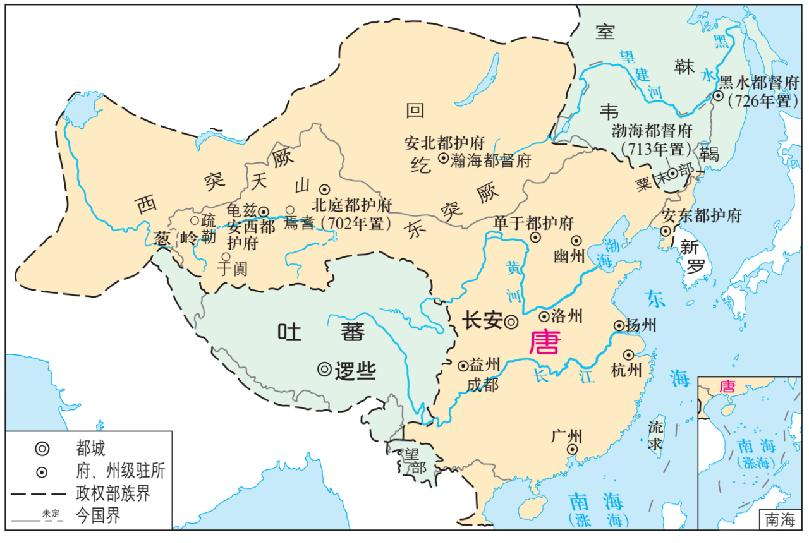 室
韦
靺
鞨
望
建
河
黑
水
黑水都督府
(726年置)
渤海都督府
(713年置)
粟末部
回
纥
安北都护府
瀚海都督府
西突厥
天山
北庭都护府
(702年置)
东突厥
龟兹
安西都
护府
焉耆
疏
勒
葱岭
于阗
单于都护府
幽州
安东都护府
新
罗
渤
海
黄
河
吐蕃
逻些
长安
洛州
唐
扬州
杭州
益州
成都
长江
东
海
流
求
广州
望
部
南海
(涨海)
唐
南海
(涨海)
南海
都城
府、州级驻所
政权部族界
未定
今国界